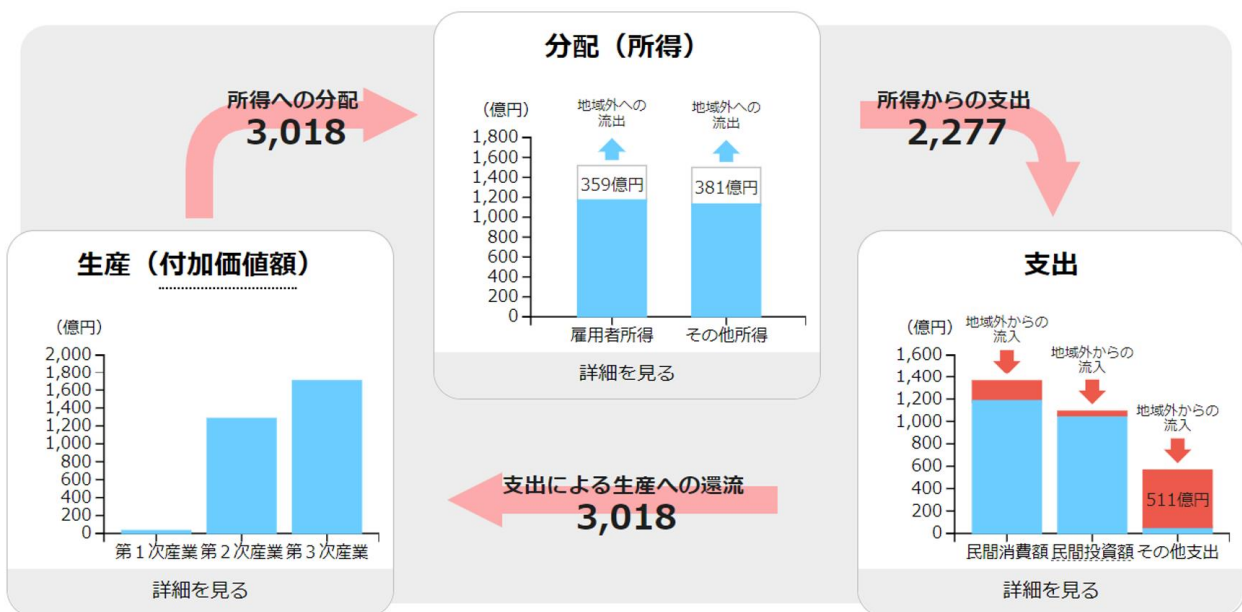 分配（所得）
所得への分配
3,018
（億円）
地域外への
流出
地域外への
流出
1,800
1,600
1,400
1,200
1,000
800
600
400
200
0
359億円
381億円
雇用者所得
その他所得
詳細を見る
所得からの支出
2,277
生産（付加価値額）
（億円）
2,000
1,800
1,600
1,400
1,200
1,000
800
600
400
200
0
第１次産業
第２次産業
第３次産業
詳細を見る
支出による生産への還流
3,018
支出
（億円）
地域外からの
流入
地域外からの
流入
地域外からの
流入
1,600
1,400
1,200
1,000
800
600
400
200
0
511億円
民間消費額
民間投資額
その他支出
詳細を見る